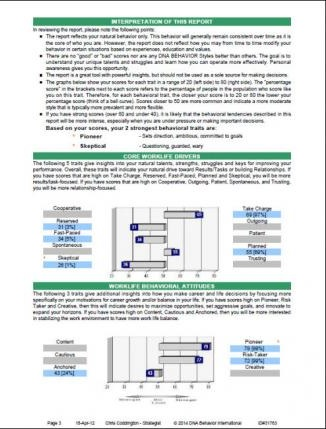 INTERPRETATION OF THIS REPORT
In reviewing the report, please note the following points:
The report reflects your natural behavior only. This behavior will generally remain consistent over time as it is
the core of who you are. However, the report does not reflect how you may from time to time modify your
behavior in certain situations based on experiences, education and values.
There are no "good" or "bad" scores nor are any DNA BEHAVIOR Styles better than others. The goal is to
understand your unique talents and struggles and learn how you can operate more effectively. Personal
awareness gives you this opportunity.
The report is a great tool with powerful insights, but should not be used as a sole source for making decisions.
The graphs below show your scores for each trait in a range of 20 (left side) to 80 (right side). The "percentage
score" in the brackets next to each score refers to the percentage of people in the population who score like
you on this trait. Therefore, for each behavioral trait, the closer your score is to 20 or 80 the lower your
percentage score (think of a bell curve). Scores closer to 50 are more common and indicate a more moderate
style that is typically more prevalent and more flexible.
If you have strong scores (over 60 and under 40), it is likely that the behavioral tendencies described in this
report will be more intense, especially when you are under pressure or making important decisions.
Based on your scores, your 2 strongest behavioral traits are:
Pioneer - Sets direction, ambitious, committed to goals
Skeptical - Questioning, guarded, wary
CORE WORKLIFE DRIVERS
The following 5 traits give insights into your natural talents, strengths, struggles and keys for improving your
performance. Overall, these traits will indicate your natural drive toward Results/Tasks or building Relationships. If
you have scores that are high on Take Charge, Reserved, Fast-Paced, Planned and Skeptical, you will be more
results/task-focused. If you have scores that are high on Cooperative, Outgoing, Patient, Spontaneous, and Trusting,
you will be more relationship-focused.
Cooperative Take Charge
69 [97%]
Reserved Outgoing
31 [3%]
Fast-Paced Patient
34 [5%]
Spontaneous Planned
55 [69%]
Skeptical Trusting
26 [1%]
WORKLIFE BEHAVIORAL ATTITUDES
The following 3 traits give additional insights into how you make career and life decisions by focusing more
specifically on your motivations for career growth and/or balance in your life. If you have scores high on Pioneer, Risk
Taker and Creative, then this will indicate desires to maximize opportunities, set aggressive goals, and innovate to
expand your horizons. If you have scores high on Content, Cautious and Anchored, then you will be more interested
in stabilizing the work environment to have more work life balance.
Content Pioneer
Cautious Risk-Taker
Anchored Creative
43 [24%]
Page 3 15-Apr-12 Chris Coddington - Strategist © 2014 DNA Behavior International ID#31763